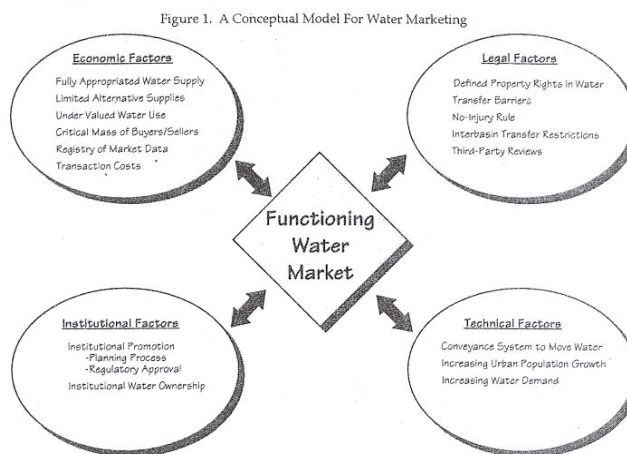 Figure 1. A Conceptual Model For Water Marketing
Economic Factors
Fully Appropriated Water Supply
Limited Alternative Supplies
Under Valued Water Use
Critical Mass of Buyers/Sellers
Registry of Market Data
Transaction Costs
Legal Factors
Defined Property Rights In Water
Transfer Barriers
No-Injury Rule
Interbasin Transfer Restrictions
Third-Party Reviews
Functioning
Water
Market
Institutional Factors
Institutional Promotion
-Planning Process
-Regulatory Approval
Institutional Water Ownership
Technical Factors
Conveyance System to Move Water
Increasing Urban Population Growth
Increasing Water Demand